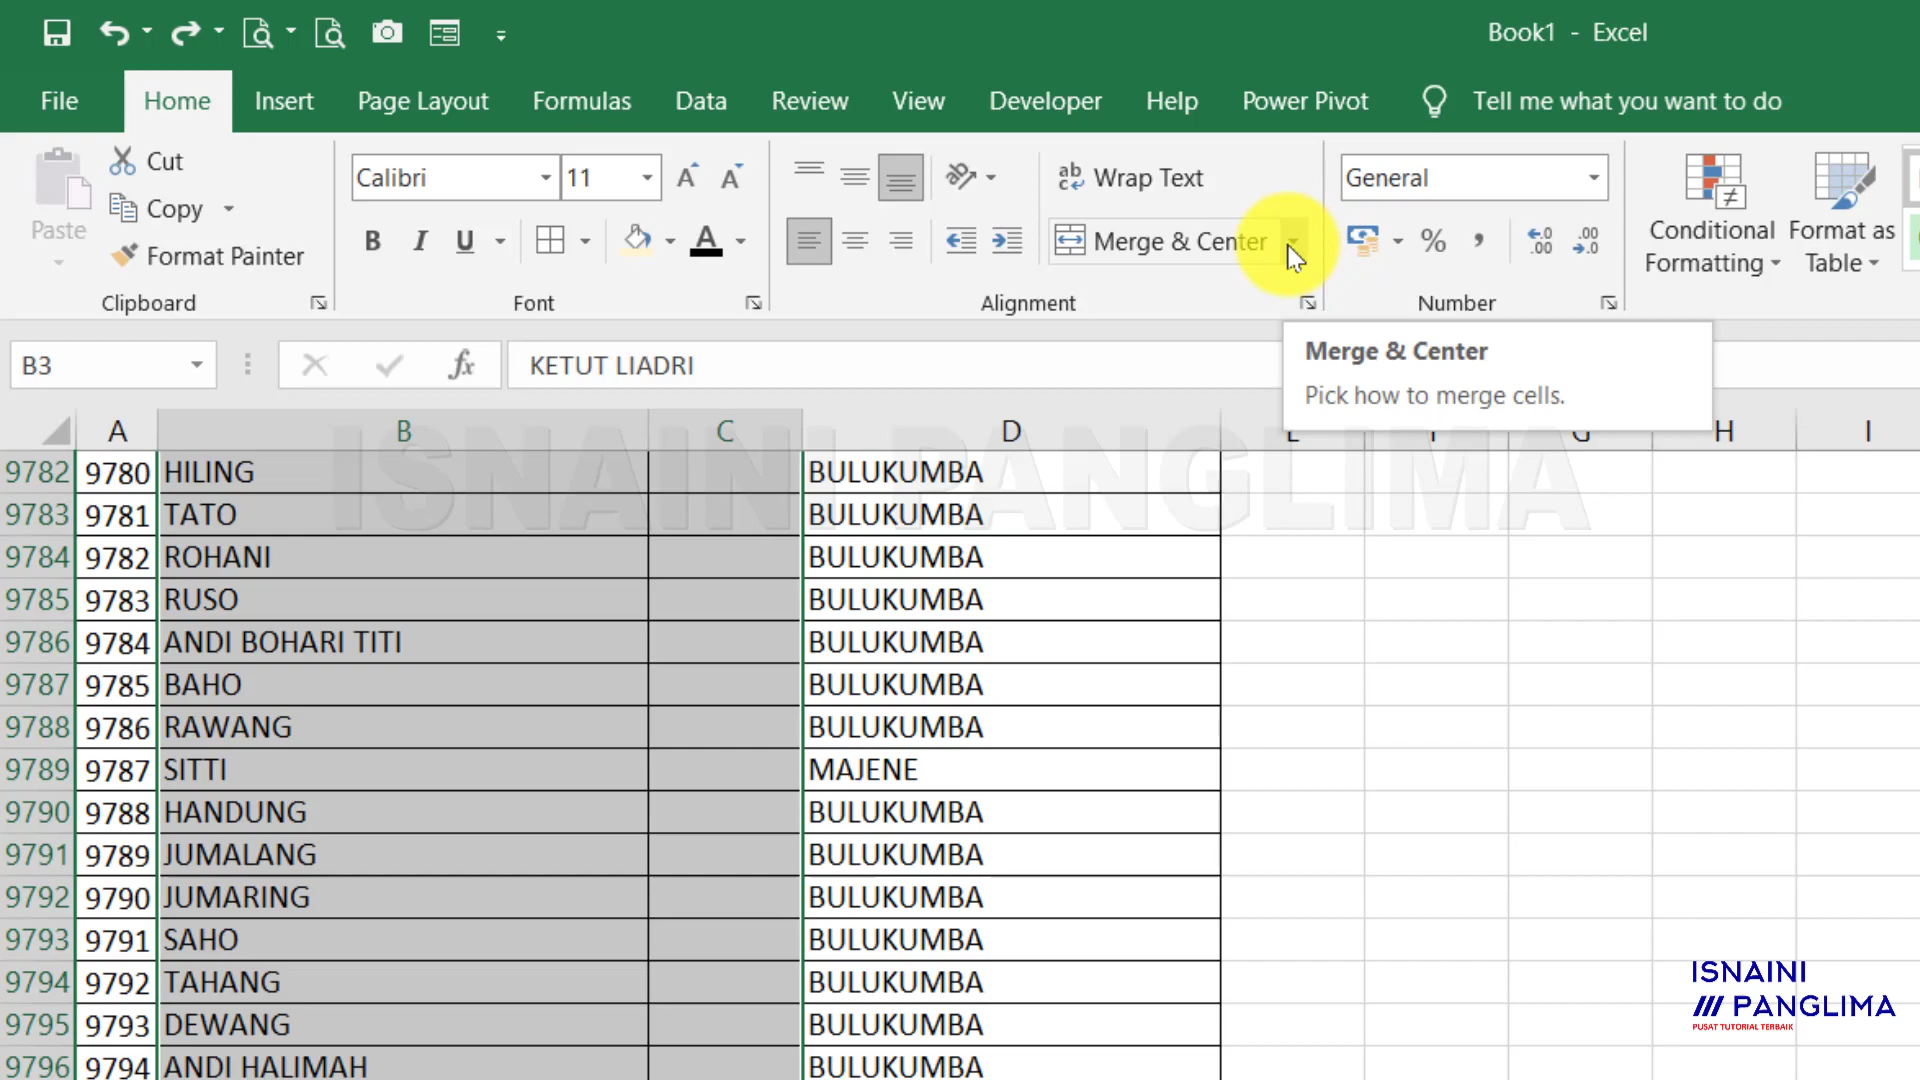 Book1 - Excel
File Home Insert Page Layout Formulas Data Review View Developer Help Power Pivot Tell me what you want to do
Paste
Cut
Copy
Format Painter
Clipboard
Calibri 11
B I U A
Font
ab Wrap Text
Merge & Center
Alignment
General
% , .0 .00 .00 .0
Number
Conditional Formatting
Format as Table
B3 fx KETUT LIADRI
Merge & Center
Pick how to merge cells.
A B C D H I
ISNAINI PANGLIMA
9782 9780 HILING BULUKUMBA
9783 9781 TATO BULUKUMBA
9784 9782 ROHANI BULUKUMBA
9785 9783 RUSO BULUKUMBA
9786 9784 ANDI BOHARI TITI BULUKUMBA
9787 9785 BAHO BULUKUMBA
9788 9786 RAWANG BULUKUMBA
9789 9787 SITTI MAJENE
9790 9788 HANDUNG BULUKUMBA
9791 9789 JUMALANG BULUKUMBA
9792 9790 JUMARING BULUKUMBA
9793 9791 SAHO BULUKUMBA
9794 9792 TAHANG BULUKUMBA
9795 9793 DEWANG BULUKUMBA
9796 9794 ANDI HALIMAH BULUKUMBA
ISNAINI
PANGLIMA
PUSAT TUTORIAL TERBAIK